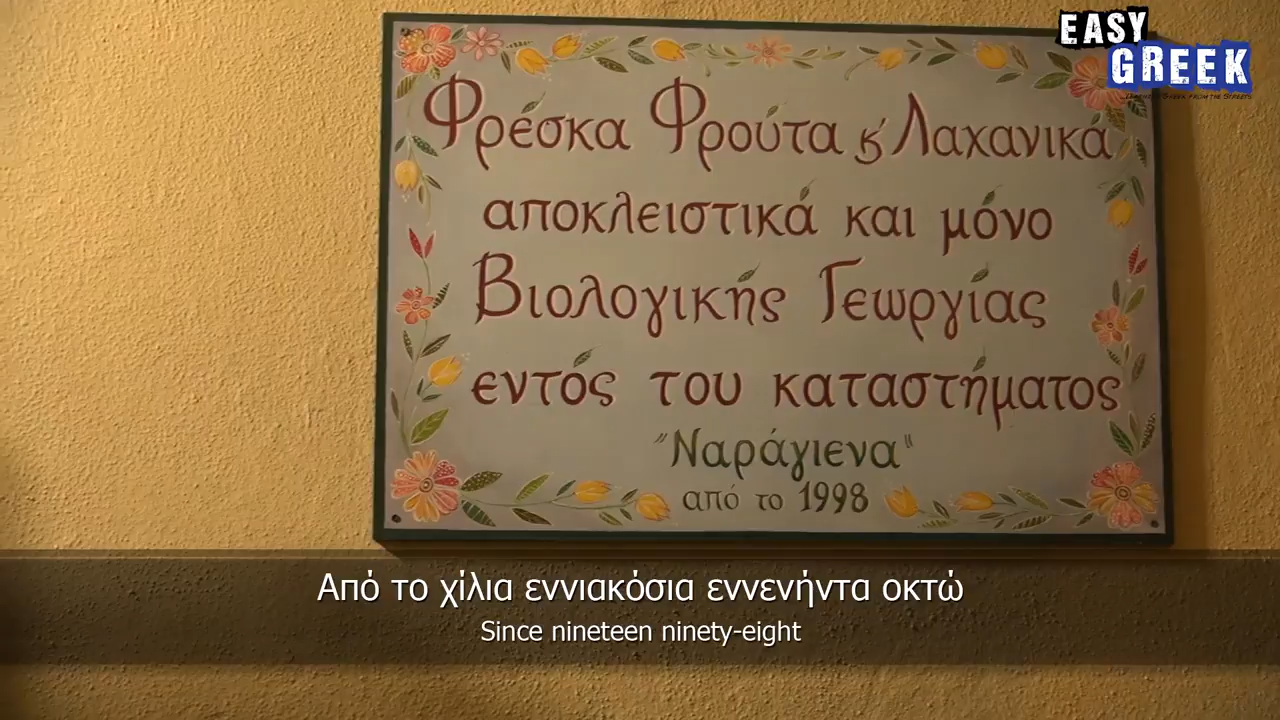 EASY
GREEK
Φρέσκα Φρούτα ϗ Λαχανικά
αποκλειστικά και μόνο
Βιολογικής Γεωργίας
εντός του καταστήματος
"Ναράγιενα"
από το 1998
Από το χίλια εννιακόσια εννενήντα οκτώ
Since nineteen ninety-eight